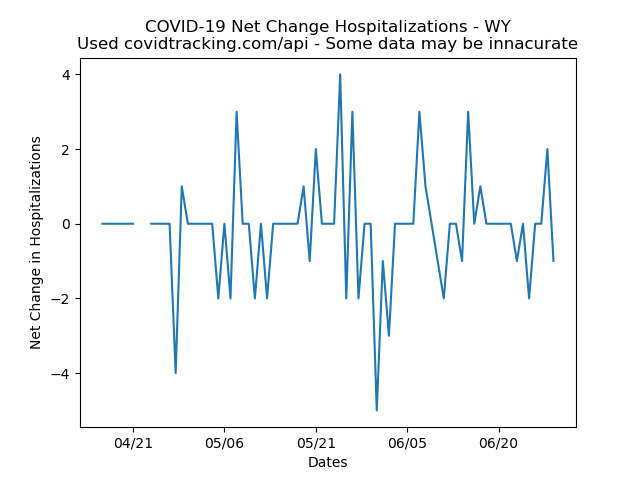 COVID-19 Net Change Hospitalizations - WY
Used covidtracking.com/api - Some data may be innacurate
4
2
0
−2
−4
Net Change in Hospitalizations
04/21 05/06 05/21 06/05 06/20
Dates